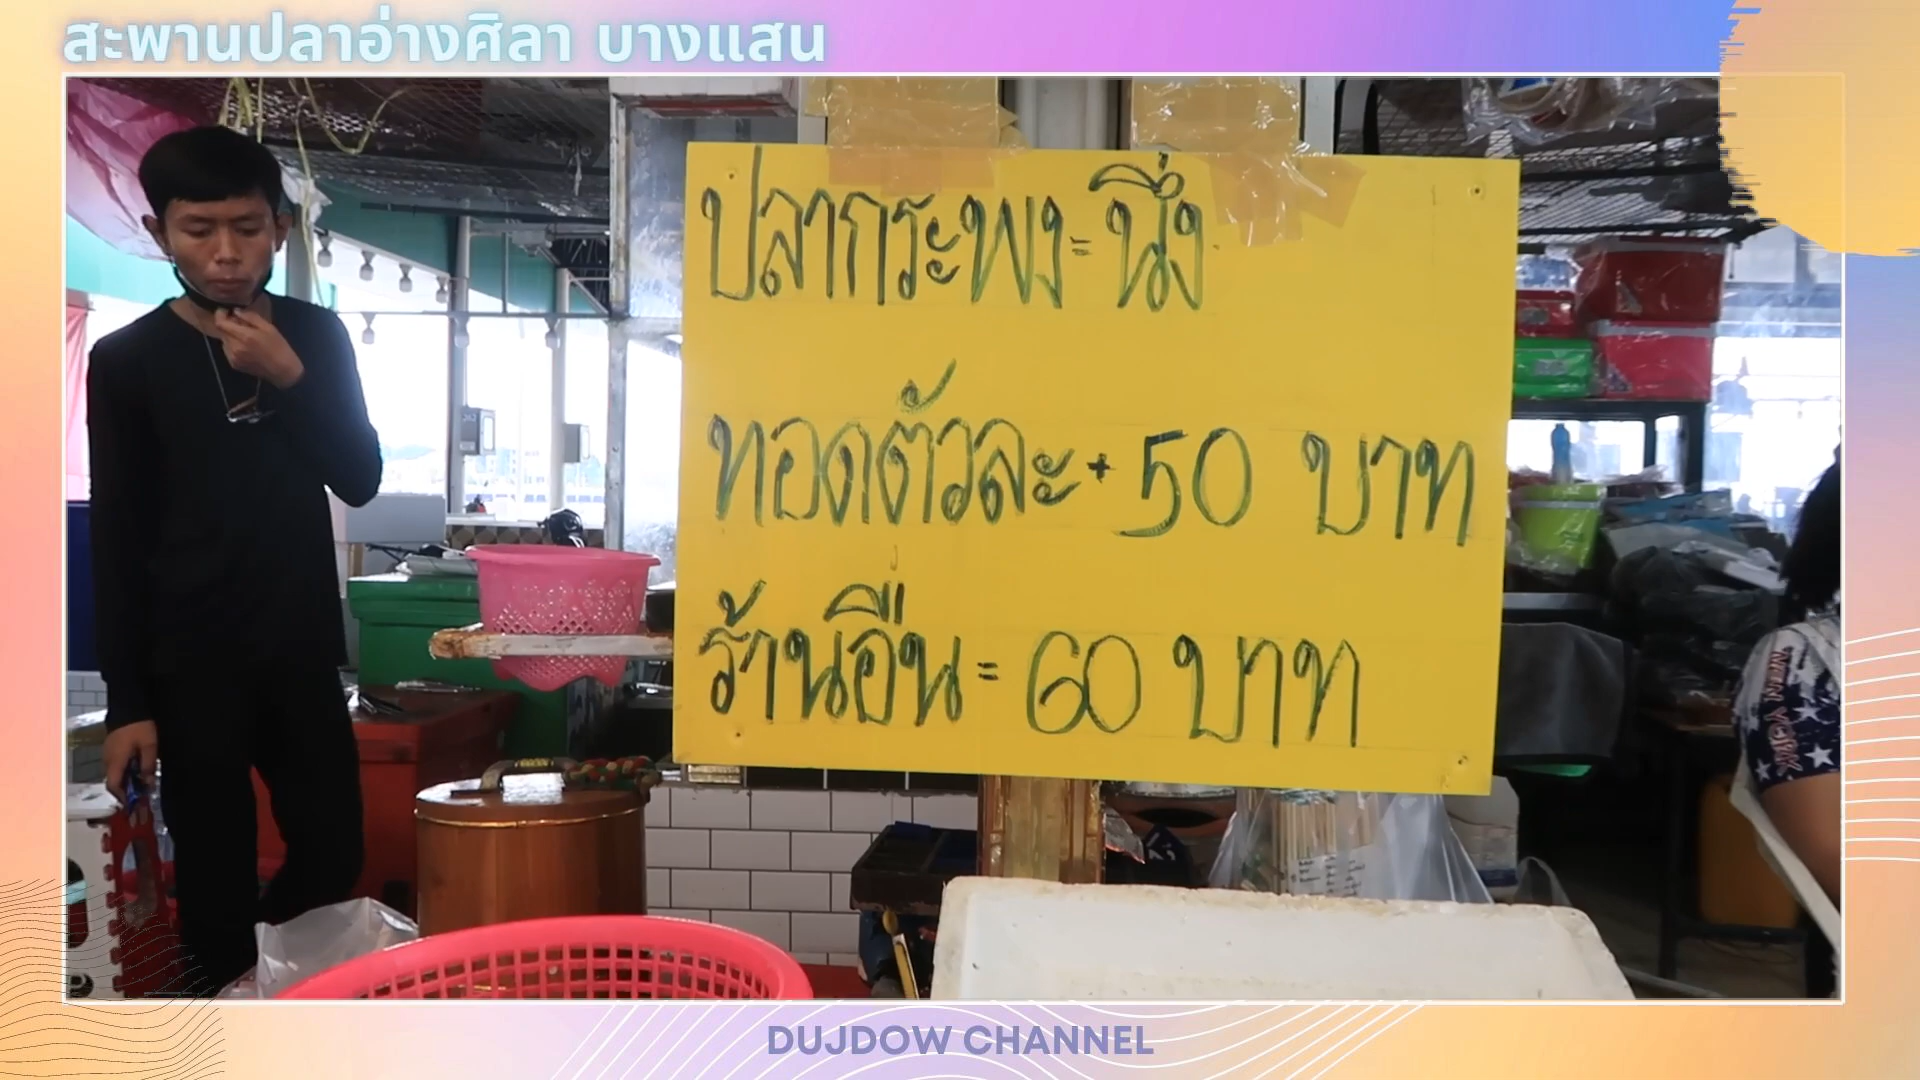 สะพานปลาอ่างศิลา บางแสน
ปลากระพง=นึ่ง
ทอดตัวละ+50 บาท
ร้านอื่น=60 บาท
NEW YORK
DUJDOW CHANNEL